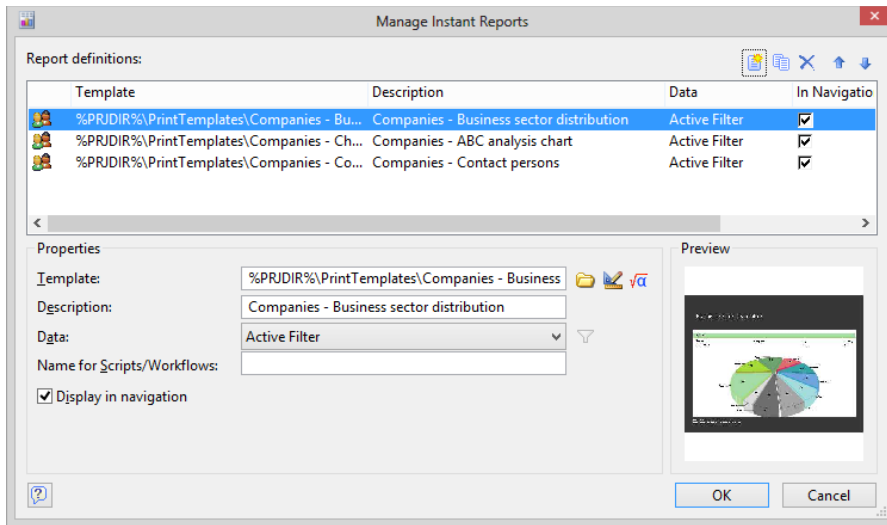 Manage Instant Reports
Report definitions:
Template Description Data In Navigatio
%PRJDIR%\PrintTemplates\Companies - Bu... Companies - Business sector distribution Active Filter
%PRJDIR%\PrintTemplates\Companies - Ch... Companies - ABC analysis chart Active Filter
%PRJDIR%\PrintTemplates\Companies - Co... Companies - Contact persons Active Filter
Properties Preview
Template: %PRJDIR%\PrintTemplates\Companies - Business √α
Description: Companies - Business sector distribution
Data: Active Filter
Name for Scripts/Workflows:
Display in navigation
OK Cancel